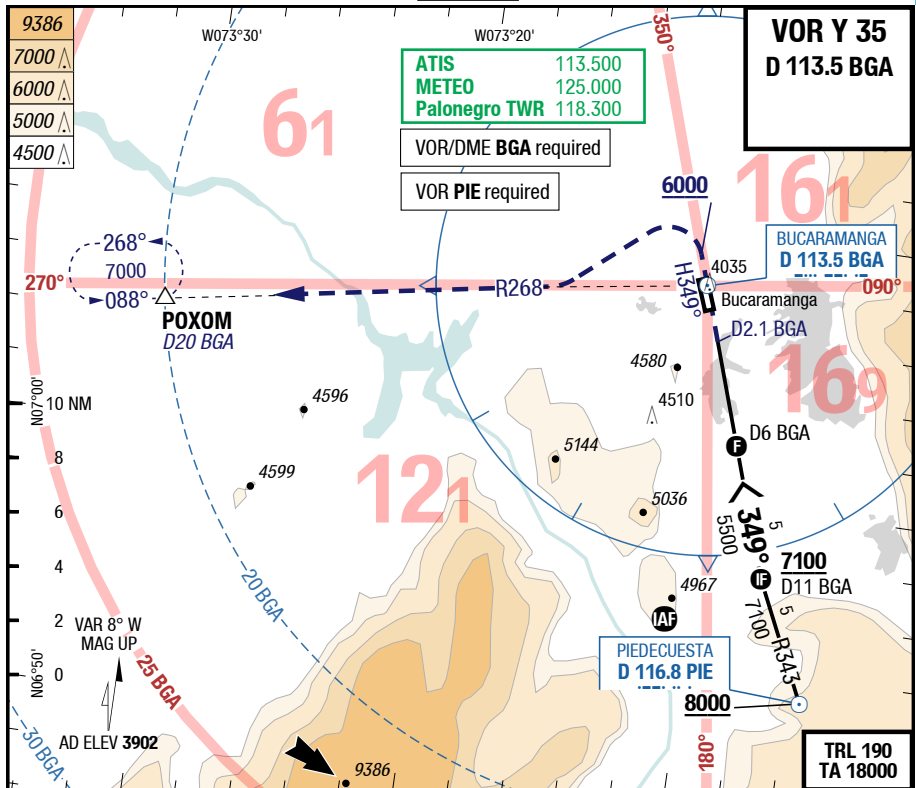 9386
7000
6000
5000
4500
W073°30'
W073°20'
350°
VOR Y 35
D 113.5 BGA
ATIS 113.500
METEO 125.000
Palonegro TWR 118.300
VOR/DME BGA required
VOR PIE required
61
161
6000
BUCARAMANGA
D 113.5 BGA
268°
7000
088°
270°
090°
R268
H349°
4035
Bucaramanga
POXOM
D20 BGA
D2.1 BGA
4580
4510
169
N07°00'
10 NM
8
6
4
2
0
N06°50'
4596
4599
121
5144
5036
4967
D6 BGA
F
349°
5
5500
IF
7100
D11 BGA
5
7100
R343
IAF
PIEDECUESTA
D 116.8 PIE
8000
20 BGA
25 BGA
30 BGA
VAR 8° W
MAG UP
AD ELEV 3902
9386
180°
TRL 190
TA 18000